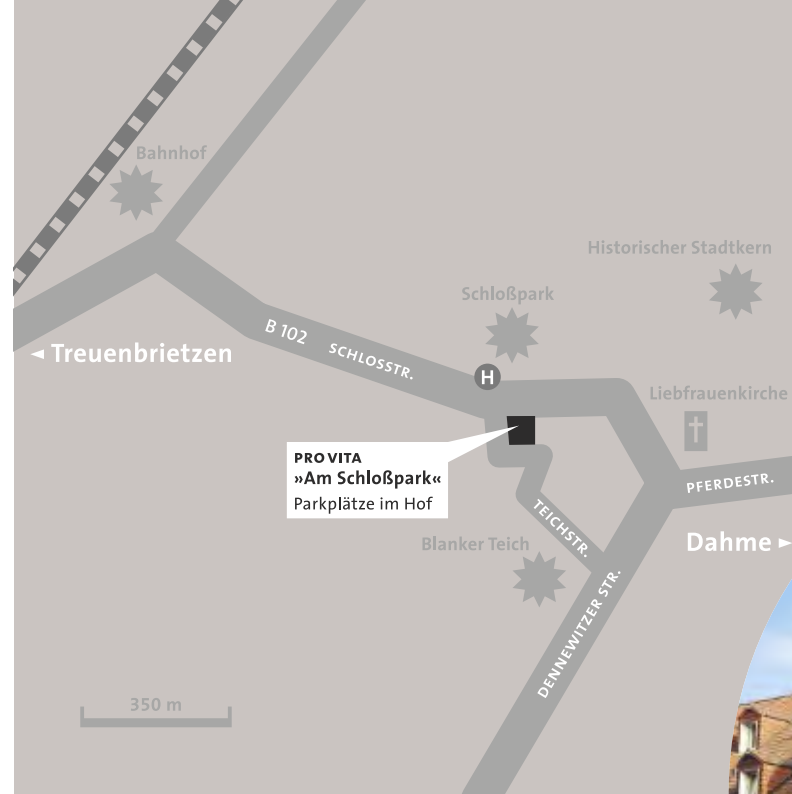 Bahnhof
Historischer Stadtkern
Schloßpark
B 102 SCHLOSSTR.
◄ Treuenbrietzen
H
Liebfrauenkirche
PRO VITA
»Am Schloßpark«
Parkplätze im Hof
PFERDESTR.
TEICHSTR.
Blanker Teich
Dahme ►
DENNEWITZER STR.
350 m